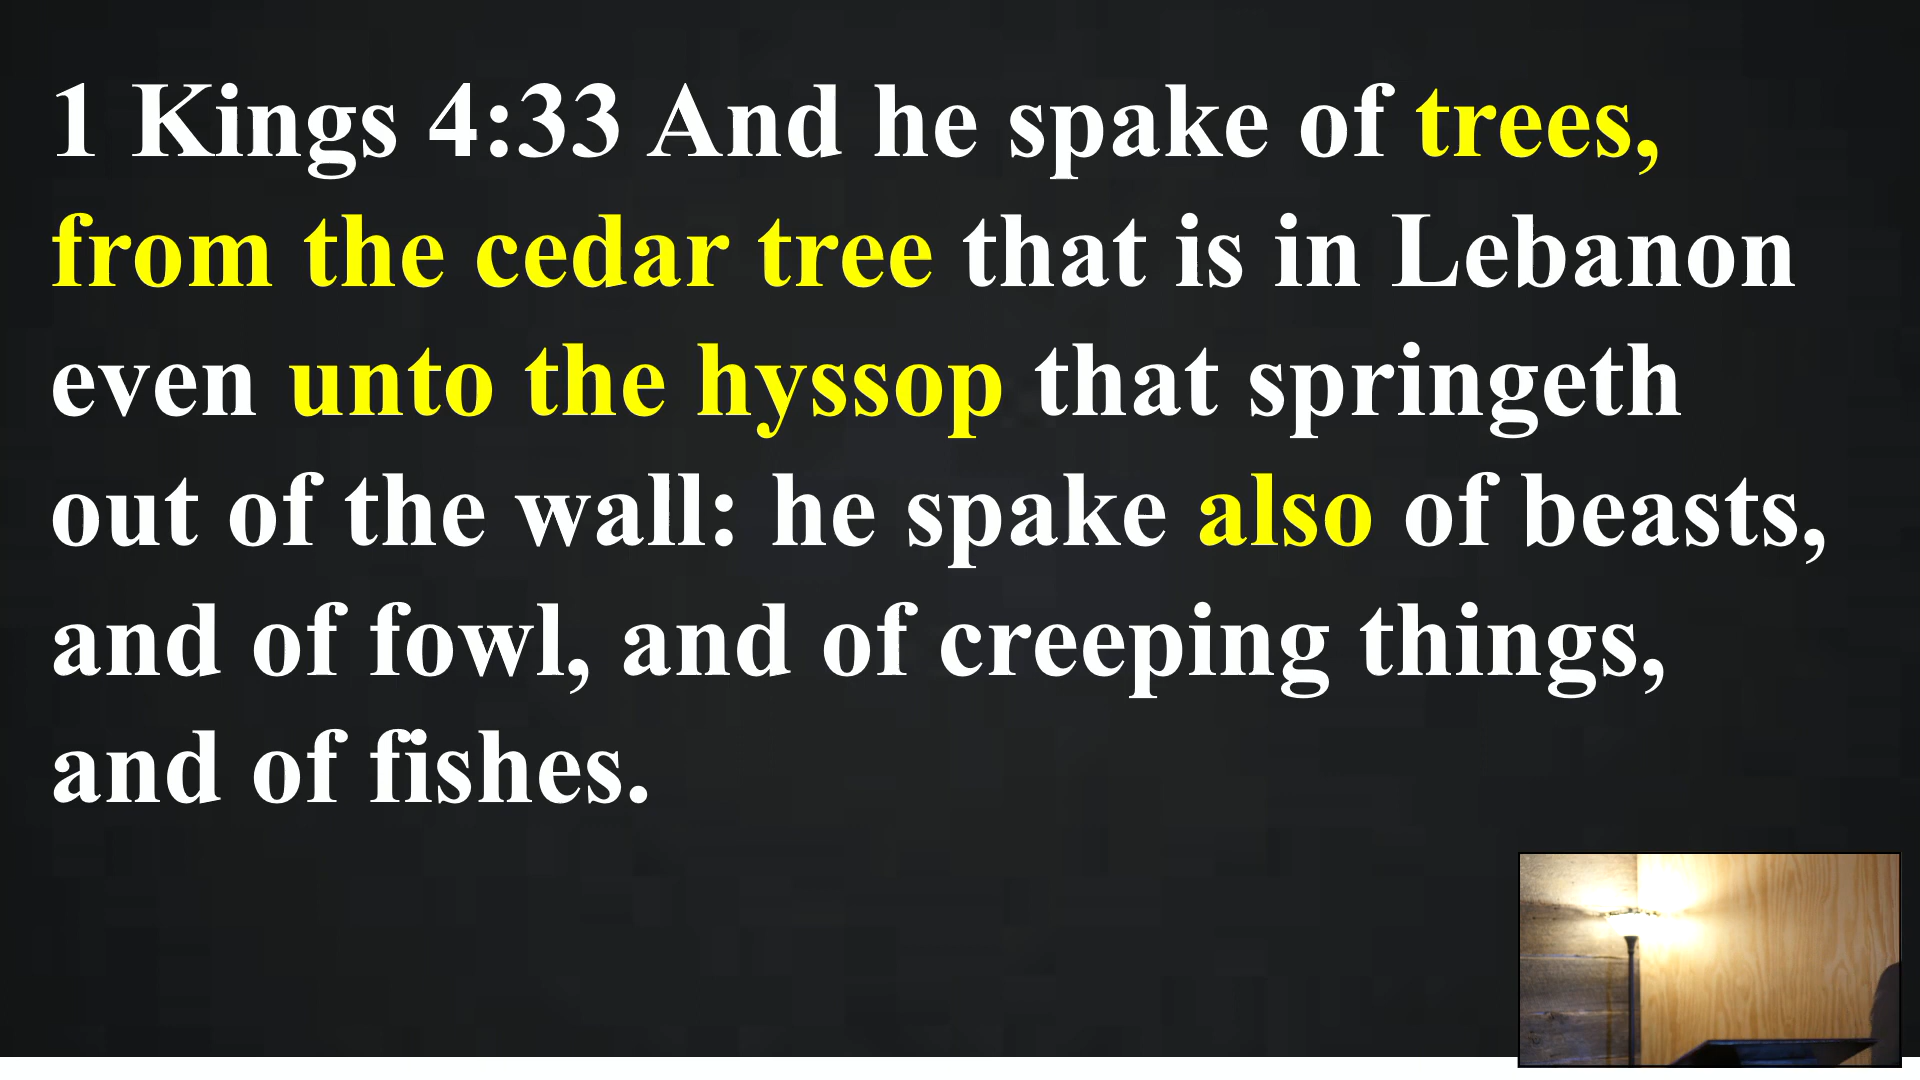 1 Kings 4:33 And he spake of trees,
from the cedar tree that is in Lebanon
even unto the hyssop that springeth
out of the wall: he spake also of beasts,
and of fowl, and of creeping things,
and of fishes.